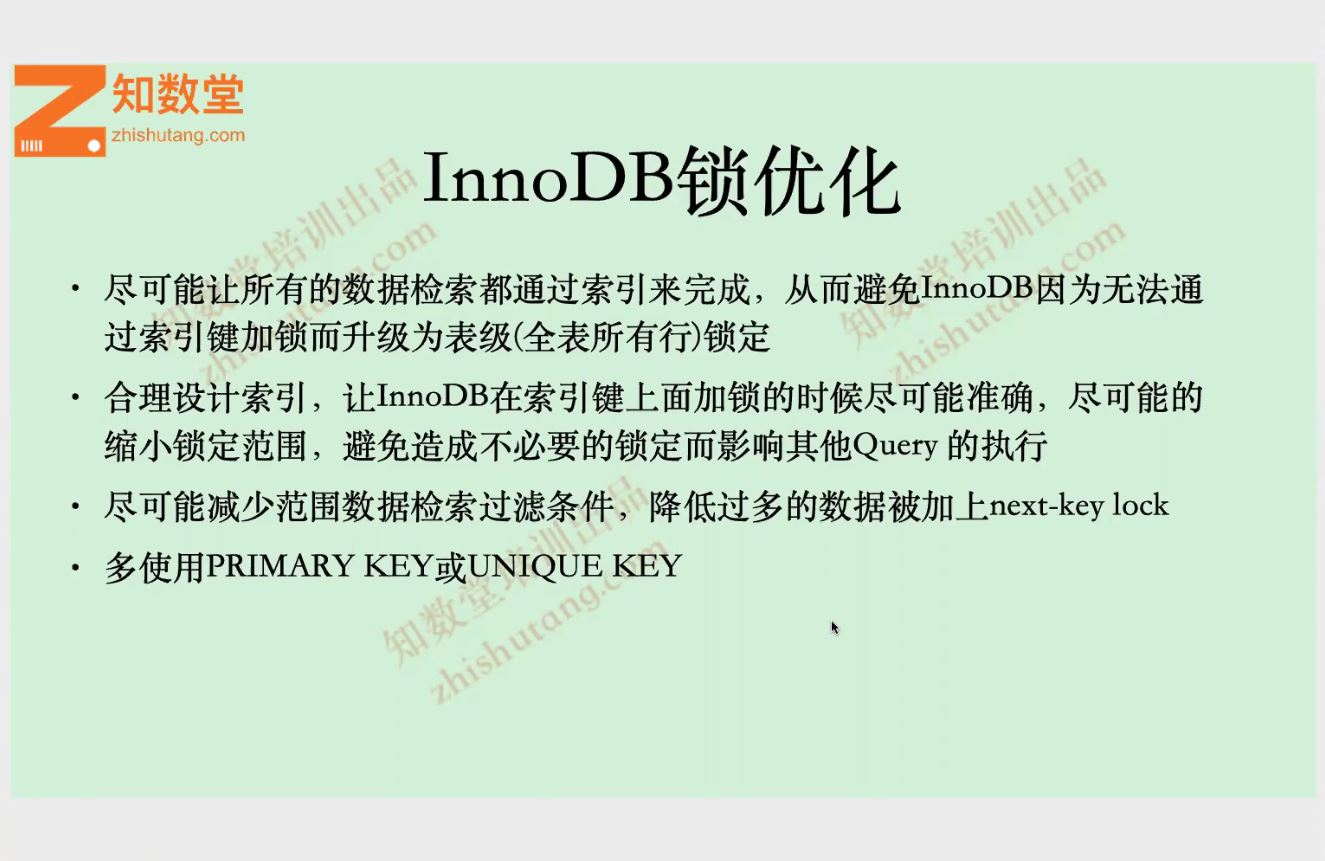 知数堂
zhishutang.com
InnoDB锁优化
• 尽可能让所有的数据检索都通过索引来完成，从而避免InnoDB因为无法通
过索引键加锁而升级为表级(全表所有行)锁定
• 合理设计索引，让InnoDB在索引键上面加锁的时候尽可能准确，尽可能的
缩小锁定范围，避免造成不必要的锁定而影响其他Query 的执行
• 尽可能减少范围数据检索过滤条件，降低过多的数据被加上next-key lock
• 多使用PRIMARY KEY或UNIQUE KEY
知数堂培训出品
zhishutang.com
知数堂培训出品
zhishutang.com
知数堂培训出品
zhishutang.com